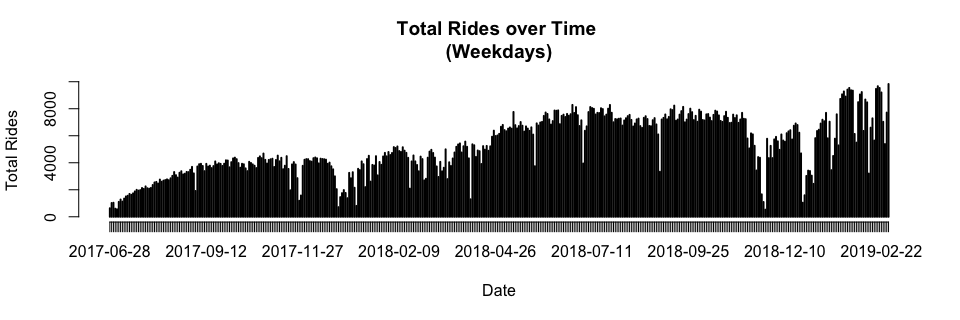 Total Rides over Time
(Weekdays)
Total Rides
0 4000 8000
2017-06-28 2017-09-12 2017-11-27 2018-02-09 2018-04-26 2018-07-11 2018-09-25 2018-12-10 2019-02-22
Date